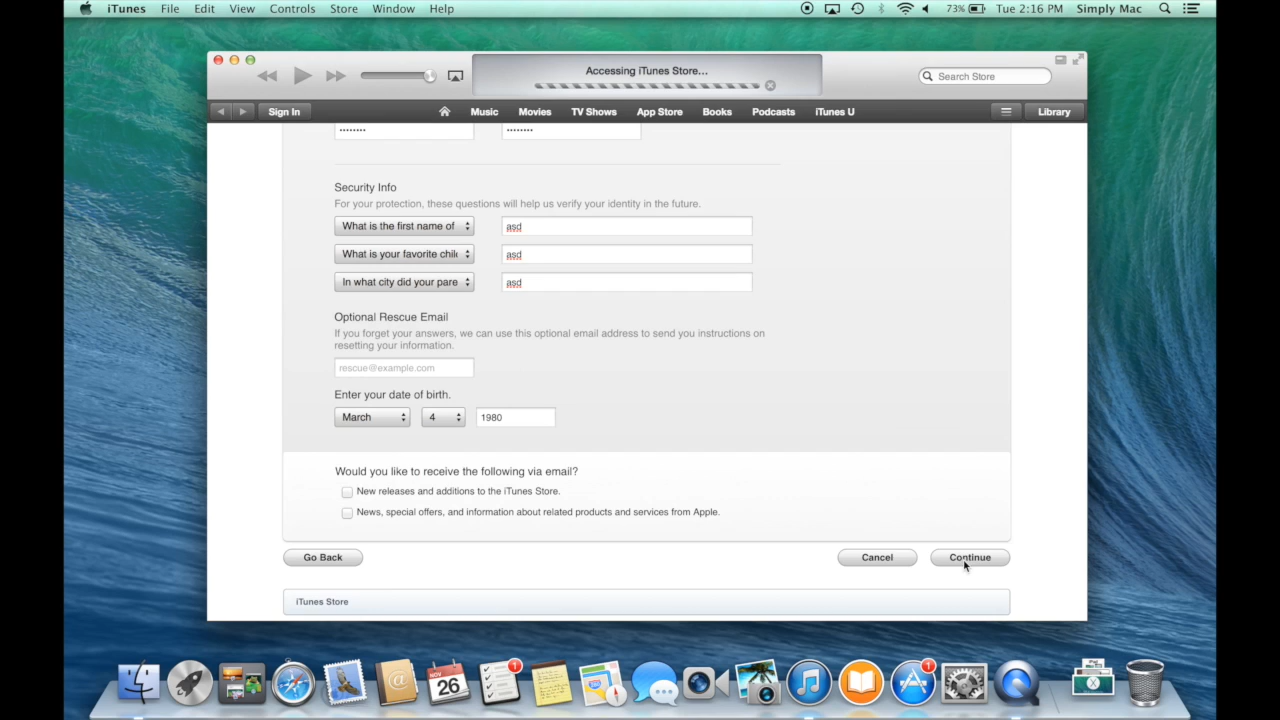 iTunes File Edit View Controls Store Window Help 73% Tue 2:16 PM Simply Mac
Accessing iTunes Store...
Search Store
Sign In Music Movies TV Shows App Store Books Podcasts iTunes U Library
•••••••• ••••••••
Security Info
For your protection, these questions will help us verify your identity in the future.
What is the first name of asd
What is your favorite chil asd
In what city did your pare asd
Optional Rescue Email
If you forget your answers, we can use this optional email address to send you instructions on
resetting your information.
rescue@example.com
Enter your date of birth.
March 4 1980
Would you like to receive the following via email?
New releases and additions to the iTunes Store.
News, special offers, and information about related products and services from Apple.
Go Back Cancel Continue
iTunes Store
NOV
26
1
1